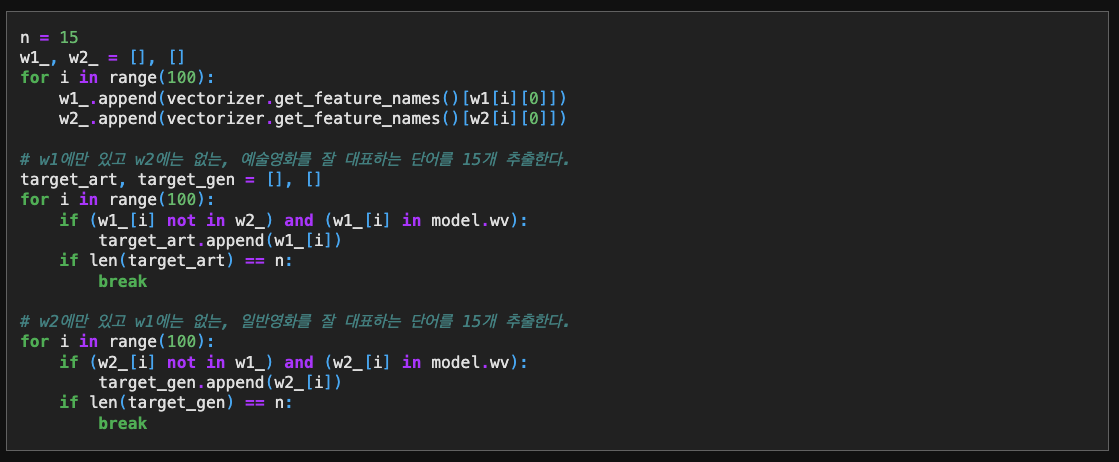 n = 15
w1_, w2_ = [], []
for i in range(100):
    w1_.append(vectorizer.get_feature_names()[w1[i][0]])
    w2_.append(vectorizer.get_feature_names()[w2[i][0]])

# w1에만 있고 w2에는 없는, 예술영화를 잘 대표하는 단어를 15개 추출한다.
target_art, target_gen = [], []
for i in range(100):
    if (w1_[i] not in w2_) and (w1_[i] in model.wv):
        target_art.append(w1_[i])
    if len(target_art) == n:
        break

# w2에만 있고 w1에는 없는, 일반영화를 잘 대표하는 단어를 15개 추출한다.
for i in range(100):
    if (w2_[i] not in w1_) and (w2_[i] in model.wv):
        target_gen.append(w2_[i])
    if len(target_gen) == n:
        break